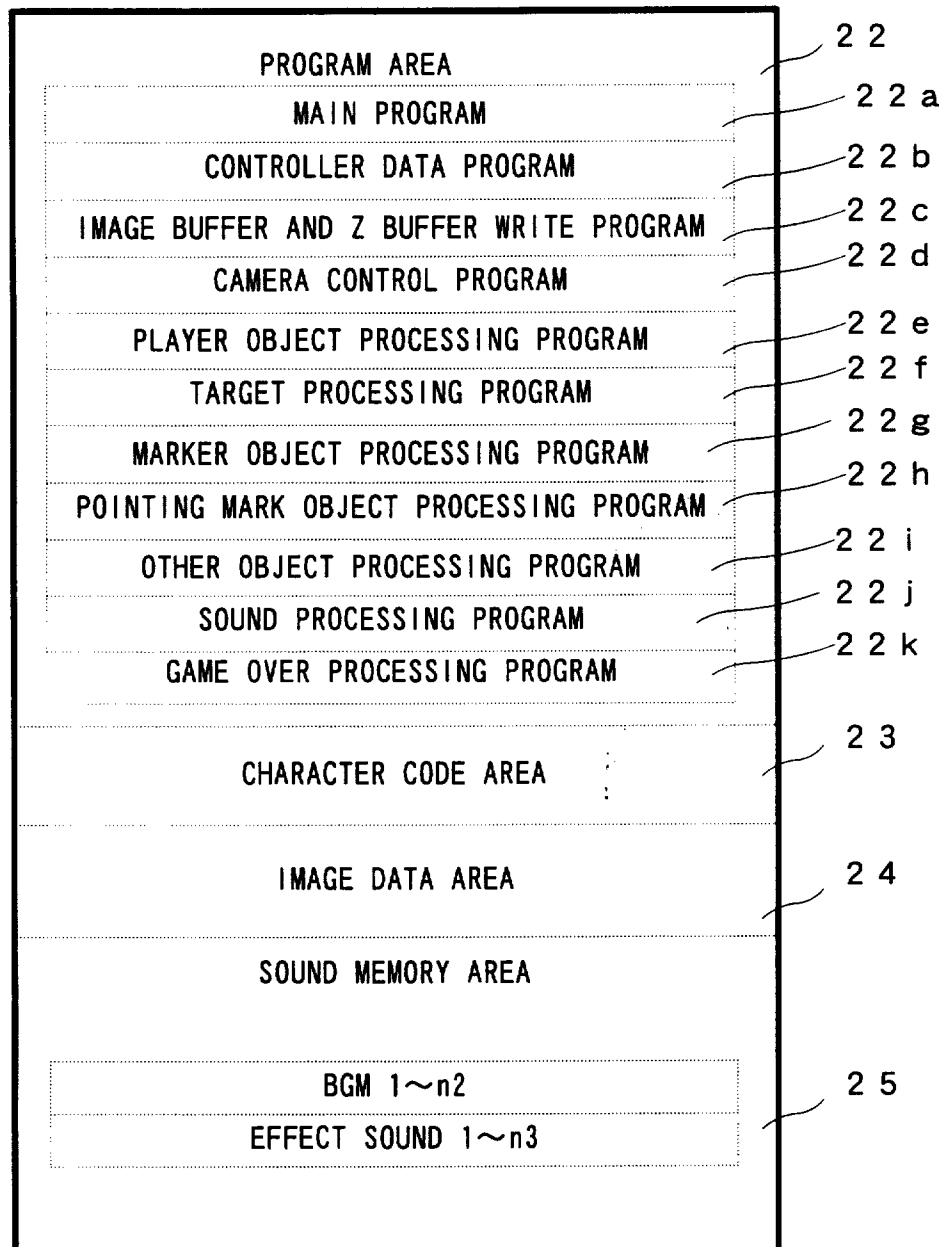 PROGRAM AREA
22
MAIN PROGRAM
22a
CONTROLLER DATA PROGRAM
22b
IMAGE BUFFER AND Z BUFFER WRITE PROGRAM
22c
CAMERA CONTROL PROGRAM
22d
PLAYER OBJECT PROCESSING PROGRAM
22e
TARGET PROCESSING PROGRAM
22f
MARKER OBJECT PROCESSING PROGRAM
22g
POINTING MARK OBJECT PROCESSING PROGRAM
22h
OTHER OBJECT PROCESSING PROGRAM
22i
SOUND PROCESSING PROGRAM
22j
GAME OVER PROCESSING PROGRAM
22k
CHARACTER CODE AREA
23
IMAGE DATA AREA
24
SOUND MEMORY AREA
BGM 1~n2
25
EFFECT SOUND 1~n3